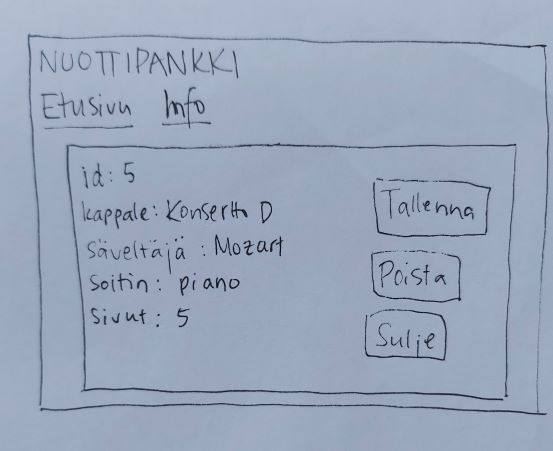 NUOTTIPANKKI
Etusivu Info
id: 5
kappale: Konsertto D
säveltäjä : Mozart
Soitin : piano
Sivut : 5
Tallenna
Poista
Sulje